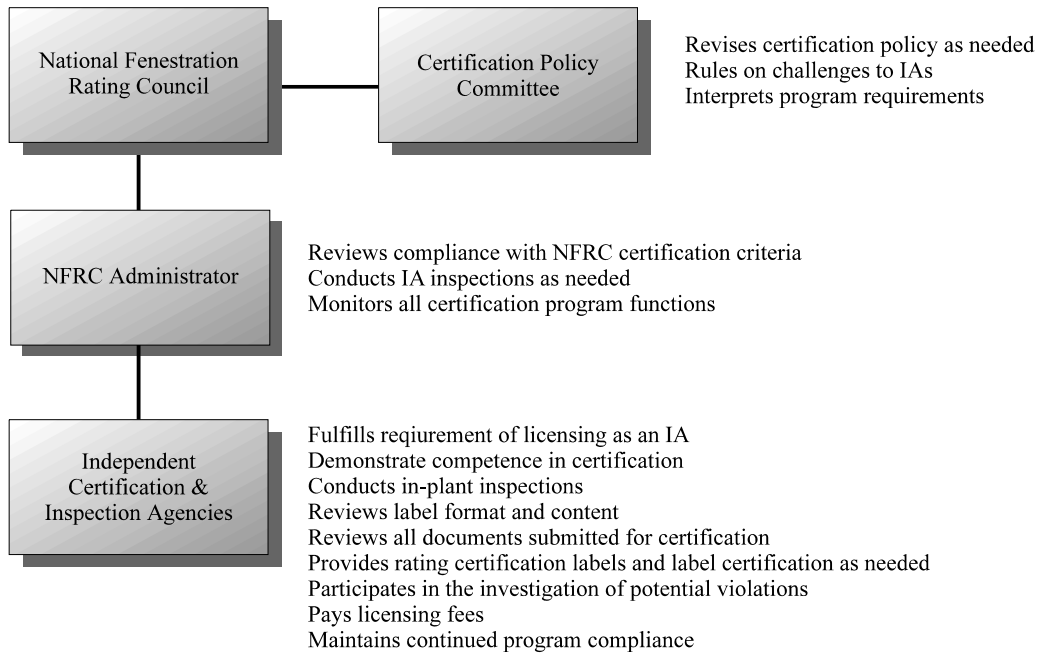 National Fenestration
Rating Council
Certification Policy
Committee
Revises certification policy as needed
Rules on challenges to IAs
Interprets program requirements
NFRC Administrator
Reviews compliance with NFRC certification criteria
Conducts IA inspections as needed
Monitors all certification program functions
Independent
Certification &
Inspection Agencies
Fulfills reqiurement of licensing as an IA
Demonstrate competence in certification
Conducts in-plant inspections
Reviews label format and content
Reviews all documents submitted for certification
Provides rating certification labels and label certification as needed
Participates in the investigation of potential violations
Pays licensing fees
Maintains continued program compliance